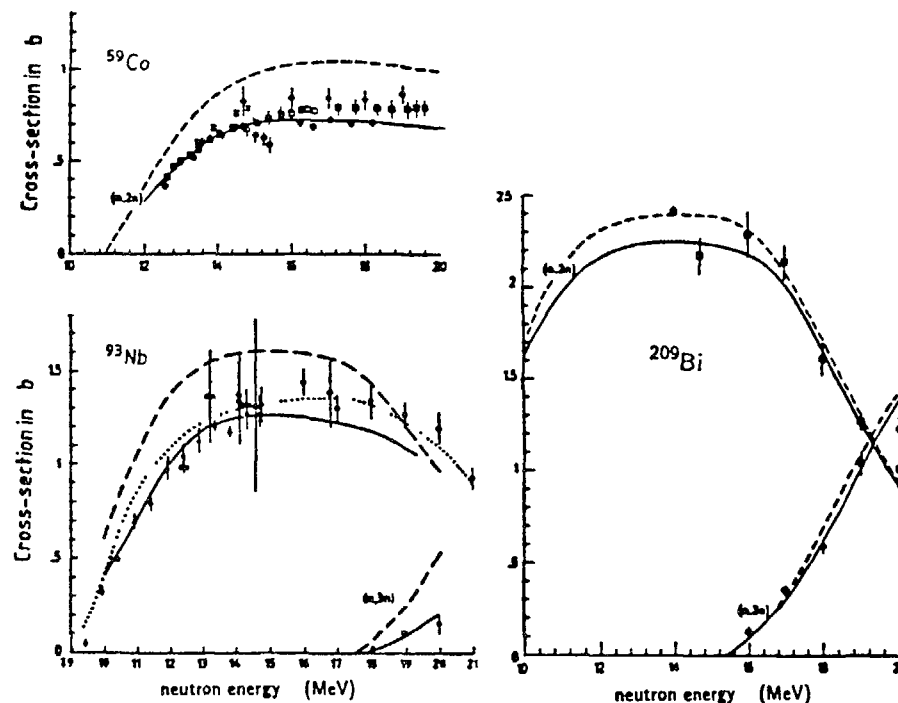 Cross-section in b
1
.5
0
59Co
(n,2n)
10 12 14 16 18 20
Cross-section in b
1.5
1
.5
0
93Nb
(n,3n)
9 10 11 12 13 14 15 16 17 18 19 20 21
neutron energy (MeV)
2.5
2
1.5
1
.5
0
(n,2n)
209Bi
(n,3n)
10 12 14 16 18 20
neutron energy (MeV)